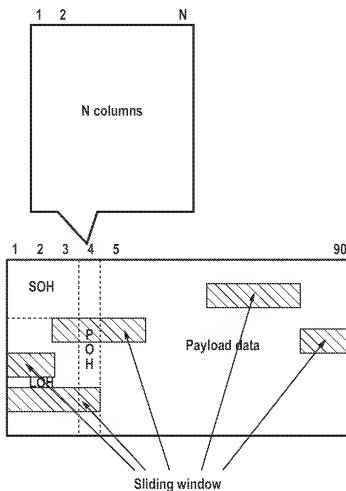 1 2 N
N columns
1 2 3 4 5 90
SOH
P
O
H
Payload data
LOH
Sliding window